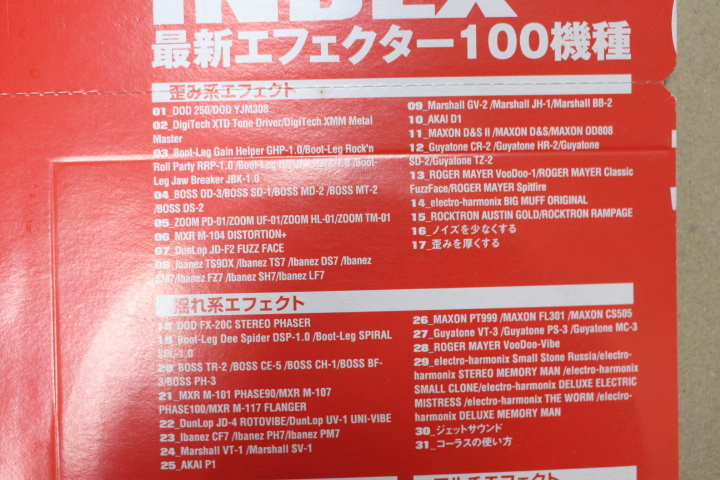 INDEX
最新エフェクター100機種
歪み系エフェクト
01_DOD 250/DOD YJM308
02_DigiTech XTD Tone Driver/DigiTech XMM Metal
Master
03_Boot-Leg Gain Helper GHP-1.0/Boot-Leg Rock'n
Roll Party RRP-1.0 /Boot-Leg /Boot-
Leg Jaw Breaker JBK-1.0
04_BOSS OD-3/BOSS SD-1/BOSS MD-2 /BOSS MT-2
/BOSS DS-2
05_ZOOM PD-01/ZOOM UF-01/ZOOM HL-01/ZOOM TM-01
06_MXR M-104 DISTORTION+
07_DunLop JD-F2 FUZZ FACE
08_Ibanez TS9DX /Ibanez TS7 /Ibanez DS7 /Ibanez
SM7/Ibanez FZ7 /Ibanez SH7/Ibanez LF7
09_Marshall GV-2 /Marshall JH-1/Marshall BB-2
10_AKAI D1
11_MAXON D&S II /MAXON D&S/MAXON OD808
12_Guyatone CR-2 /Guyatone HR-2/Guyatone
SD-2/Guyatone TZ-2
13_ROGER MAYER VooDoo-1/ROGER MAYER Classic
FuzzFace/ROGER MAYER Spitfire
14_electro-harmonix BIG MUFF ORIGINAL
15_ROCKTRON AUSTIN GOLD/ROCKTRON RAMPAGE
16_ノイズを少なくする
17_歪みを厚くする
揺れ系エフェクト
18_DOD FX-20C STEREO PHASER
19_Boot-Leg Dee Spider DSP-1.0 /Boot-Leg SPIRAL
SPL-1.0
20_BOSS TR-2 /BOSS CE-5 /BOSS CH-1/BOSS BF-
3/BOSS PH-3
21_MXR M-101 PHASE90/MXR M-107
PHASE100/MXR M-117 FLANGER
22_DunLop JD-4 ROTOVIBE/DunLop UV-1 UNI-VIBE
23_Ibanez CF7 /Ibanez PH7/Ibanez PM7
24_Marshall VT-1 /Marshall SV-1
25_AKAI P1
26_MAXON PT999 /MAXON FL301 /MAXON CS505
27_Guyatone VT-3 /Guyatone PS-3 /Guyatone MC-3
28_ROGER MAYER VooDoo-Vibe
29_electro-harmonix Small Stone Russia/electro-
harmonix STEREO MEMORY MAN /electro-harmonix
SMALL CLONE/electro-harmonix DELUXE ELECTRIC
MISTRESS /electro-harmonix THE WORM /electro-
harmonix DELUXE MEMORY MAN
30_ジェットサウンド
31_コーラスの使い方
マルチエフェクト